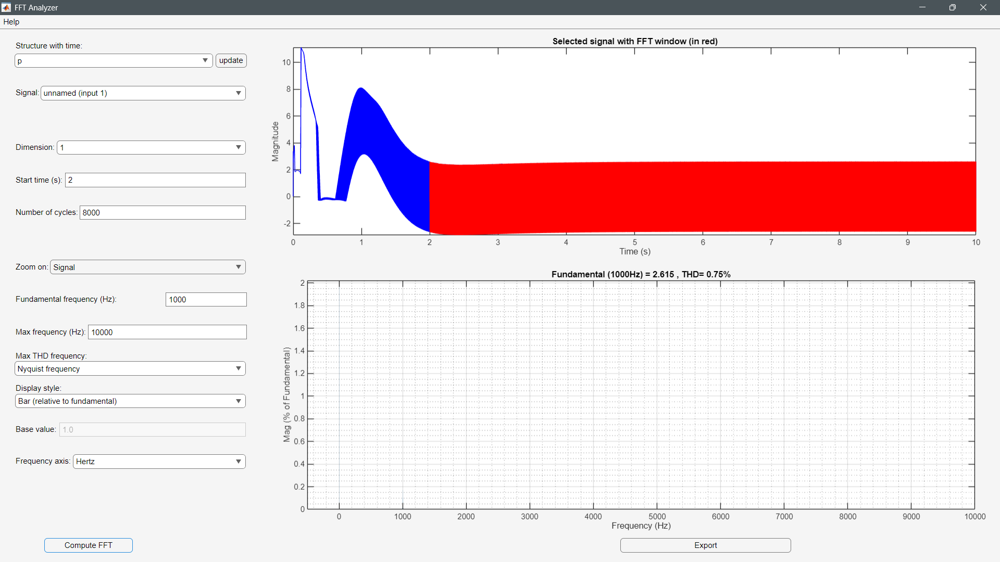 FFT Analyzer
Help
Structure with time:
p
update
Signal: unnamed (input 1)
Dimension: 1
Start time (s): 2
Number of cycles: 8000
Zoom on: Signal
Fundamental frequency (Hz): 1000
Max frequency (Hz): 10000
Max THD frequency:
Nyquist frequency
Display style:
Bar (relative to fundamental)
Base value: 1.0
Frequency axis: Hertz
Compute FFT
Selected signal with FFT window (in red)
Magnitude
10
8
6
4
2
0
-2
0 1 2 3 4 5 6 7 8 9 10
Time (s)
Fundamental (1000Hz) = 2.615 , THD= 0.75%
Mag (% of Fundamental)
2
1.8
1.6
1.4
1.2
1
0.8
0.6
0.4
0.2
0
0 1000 2000 3000 4000 5000 6000 7000 8000 9000 10000
Frequency (Hz)
Export